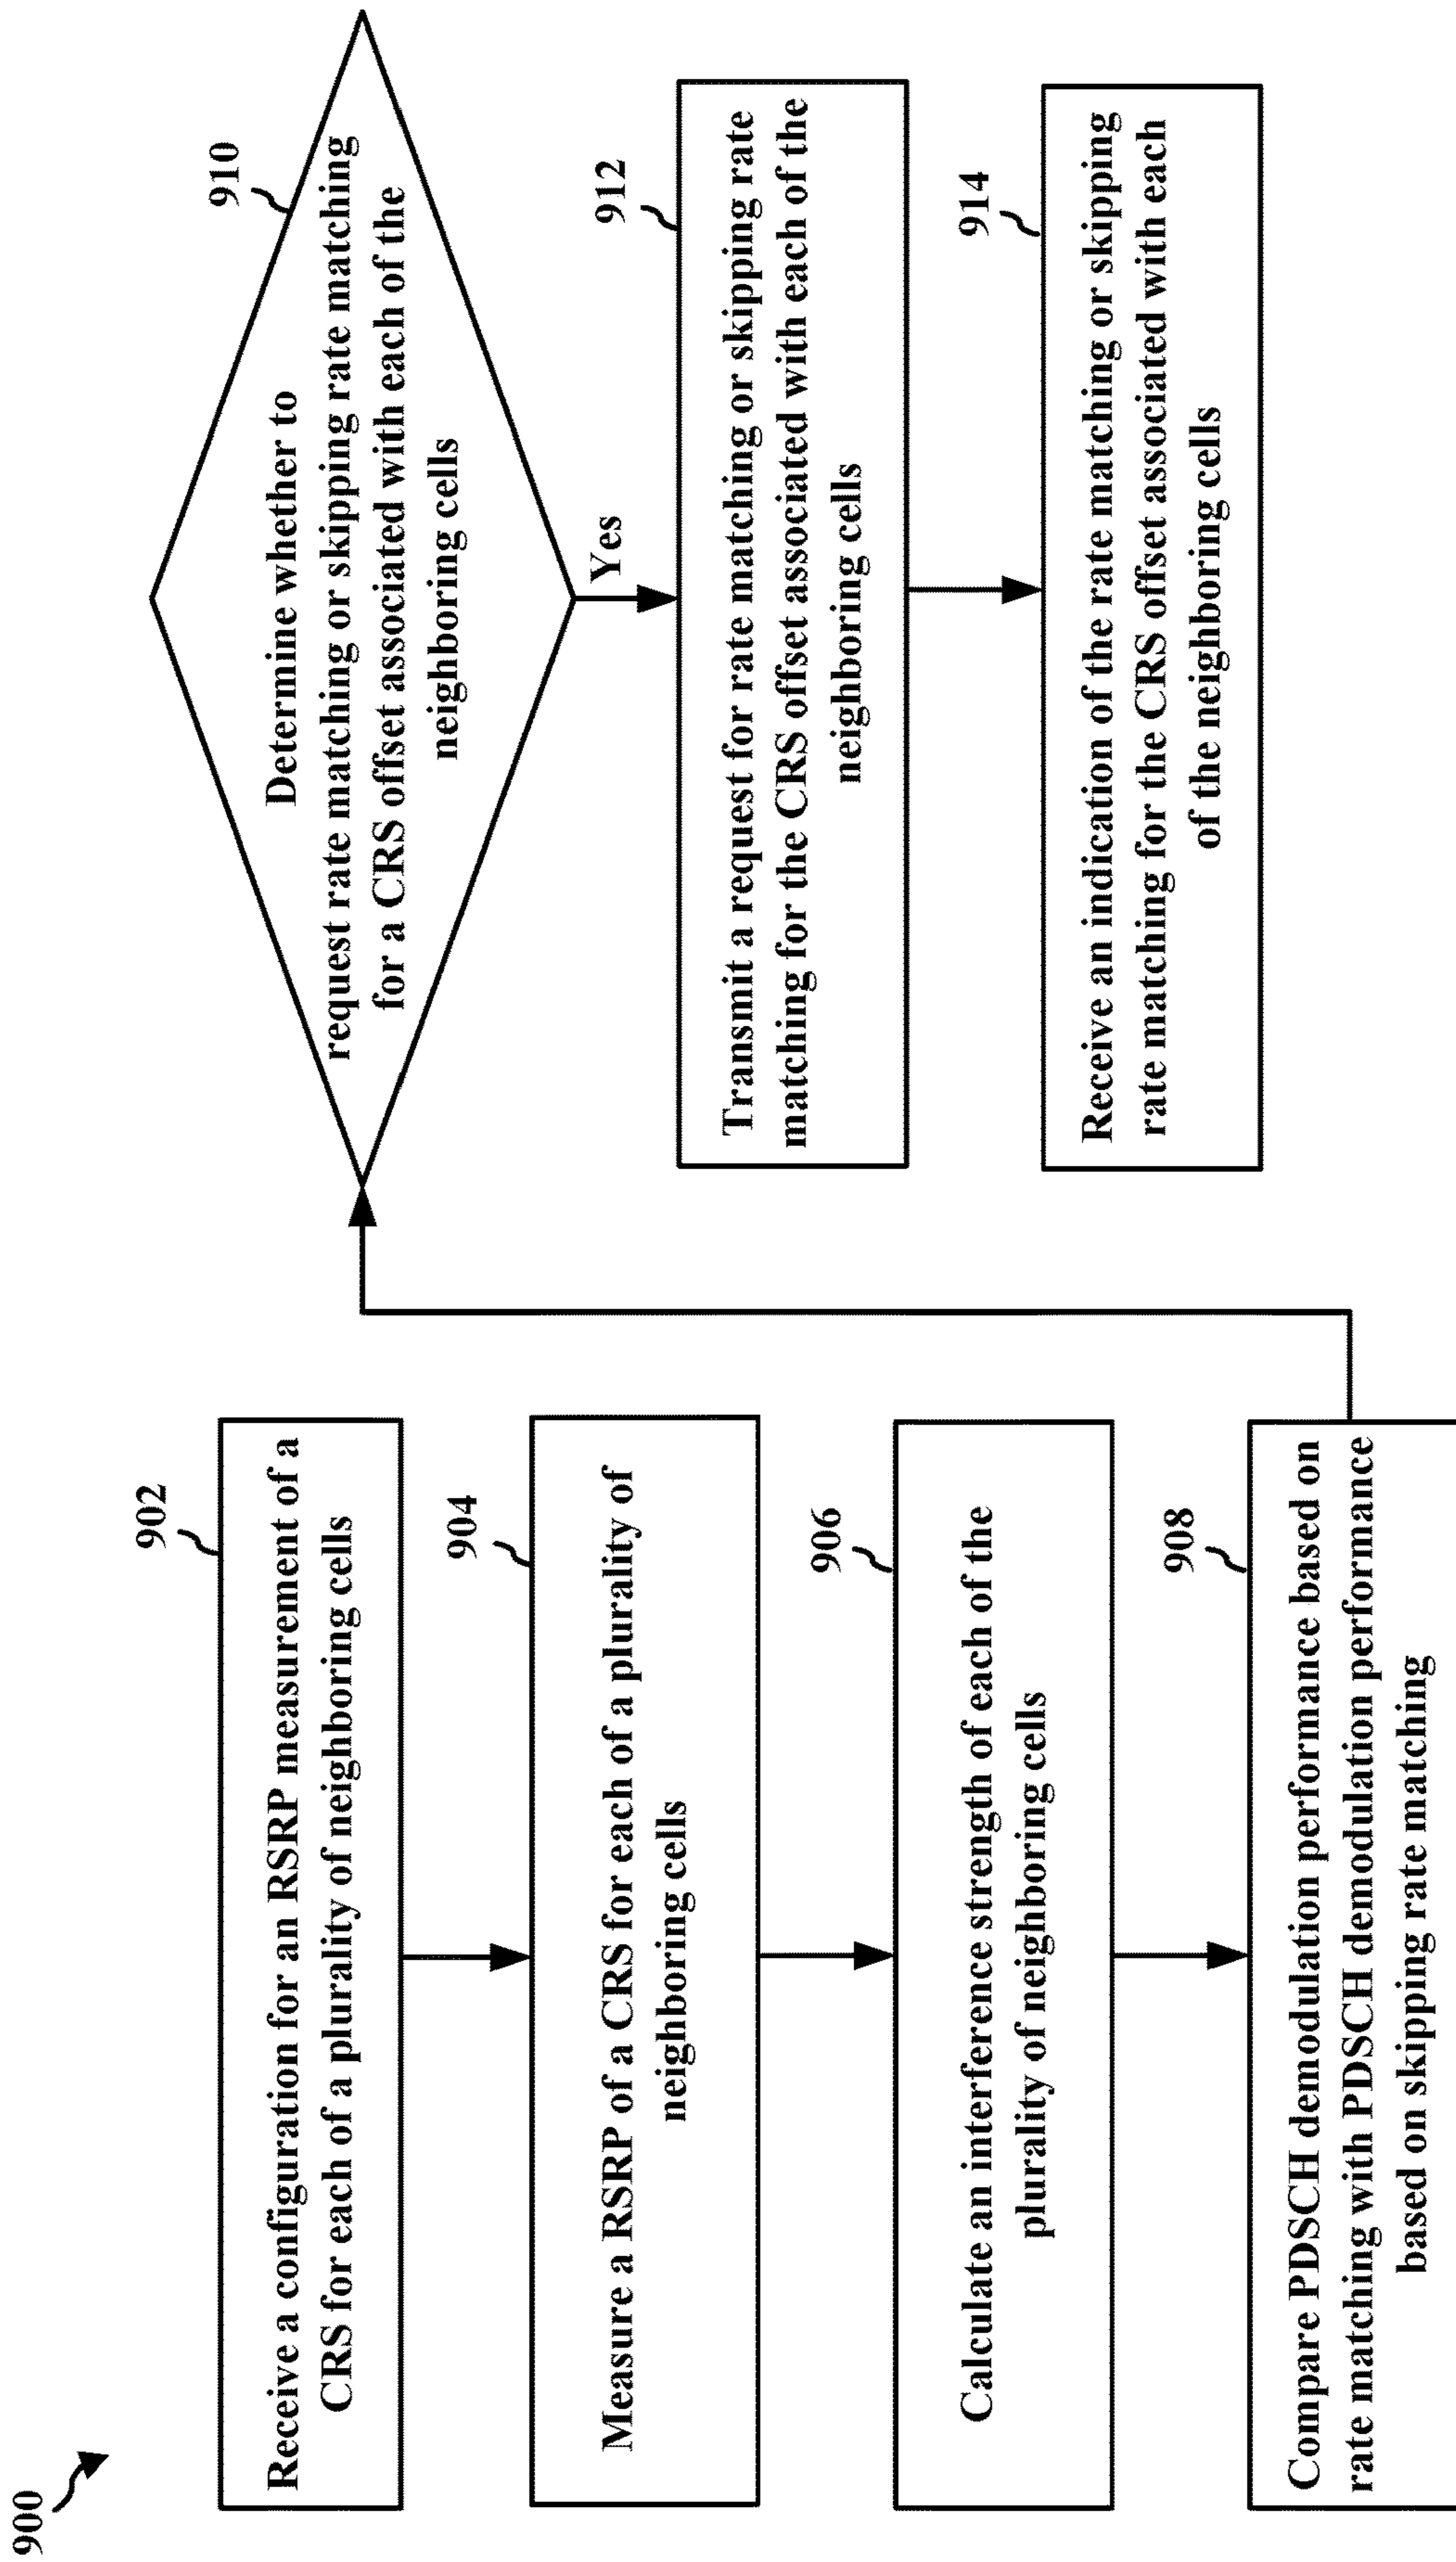 900
902
Receive a configuration for an RSRP measurement of a
CRS for each of a plurality of neighboring cells
904
Measure a RSRP of a CRS for each of a plurality of
neighboring cells
906
Calculate an interference strength of each of the
plurality of neighboring cells
908
Compare PDSCH demodulation performance based on
rate matching with PDSCH demodulation performance
based on skipping rate matching
910
Determine whether to
request rate matching or skipping rate matching
for a CRS offset associated with each of the
neighboring cells
Yes
912
Transmit a request for rate matching or skipping rate
matching for the CRS offset associated with each of the
neighboring cells
914
Receive an indication of the rate matching or skipping
rate matching for the CRS offset associated with each
of the neighboring cells